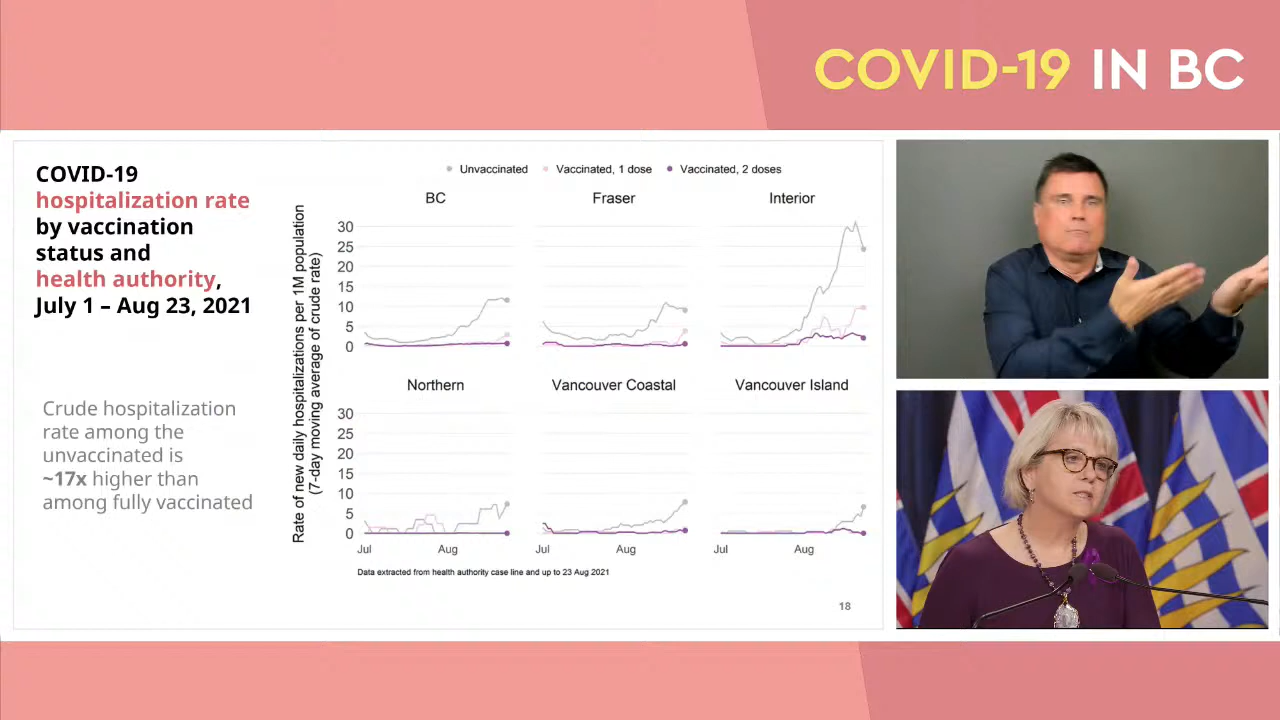 COVID-19 IN BC
COVID-19
hospitalization rate
by vaccination
status and
health authority,
July 1 – Aug 23, 2021
Crude hospitalization
rate among the
unvaccinated is
~17x higher than
among fully vaccinated
Unvaccinated Vaccinated, 1 dose Vaccinated, 2 doses
Rate of new daily hospitalizations per 1M population
(7-day moving average of crude rate)
BC Fraser Interior
30
25
20
15
10
5
0
Northern Vancouver Coastal Vancouver Island
30
25
20
15
10
5
0
Jul Aug Jul Aug Jul Aug
Data extracted from health authority case line and up to 23 Aug 2021
18